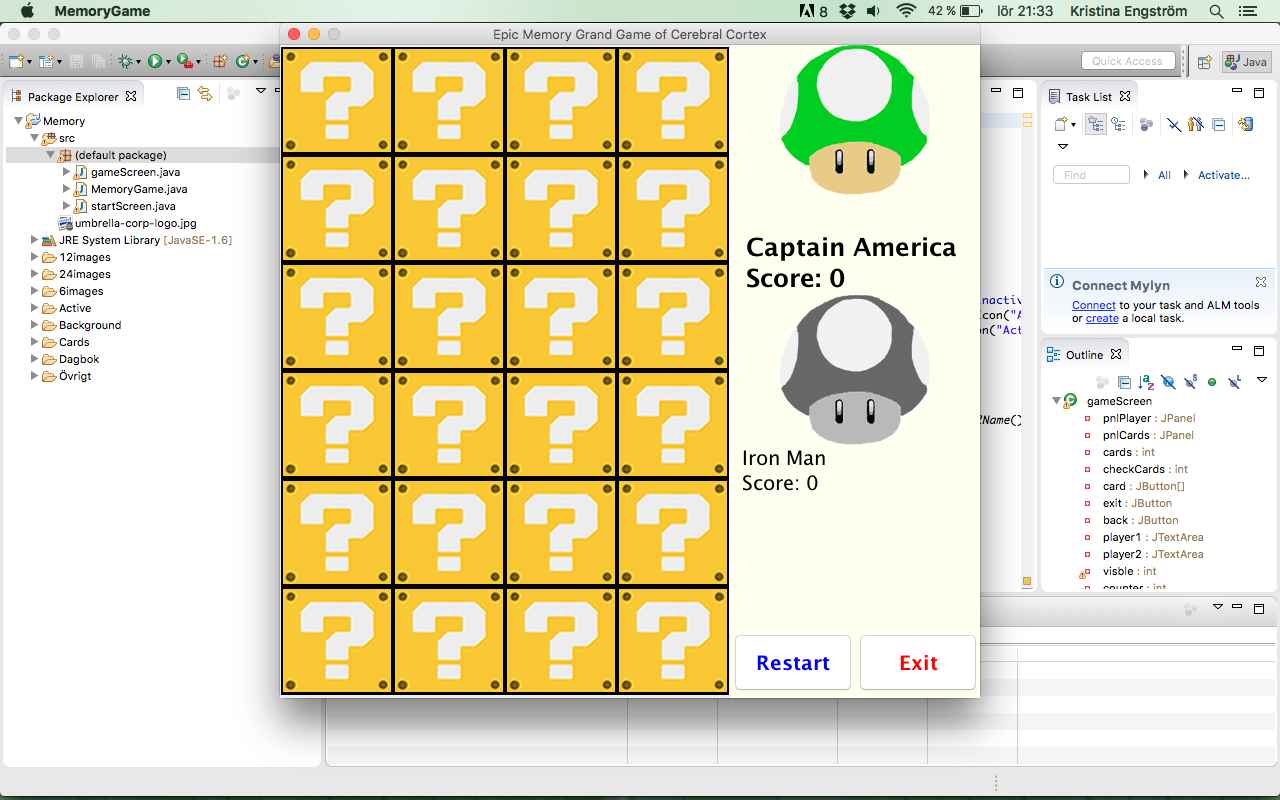 MemoryGame
8
42 %
lör 21:33
Kristina Engström
Epic Memory Grand Game of Cerebral Cortex
Quick Access
Java
Package Explorer
Memory
src
(default package)
gameScreen.java
MemoryGame.java
startScreen.java
umbrella-corp-logo.jpg
JRE System Library [JavaSE-1.6]
12images
24images
6images
Active
Background
Cards
Dagbok
Övrigt
? ? ? ?
? ? ? ?
? ? ? ?
? ? ? ?
? ? ? ?
? ? ? ?
Captain America
Score: 0
Iron Man
Score: 0
Restart
Exit
Task List
Find
All
Activate...
Connect Mylyn
Connect to your task and ALM tools
or create a local task.
Outline
gameScreen
pnlPlayer : JPanel
pnlCards : JPanel
cards : int
checkCards : int
card : JButton[]
exit : JButton
back : JButton
player1 : JTextArea
player2 : JTextArea
visble : int
counter : int